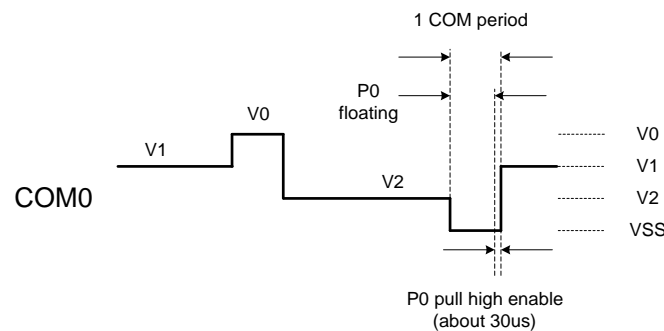 1 COM period
P0
floating
V0
V1
V2
COM0
V0
V1
V2
VSS
P0 pull high enable
(about 30us)